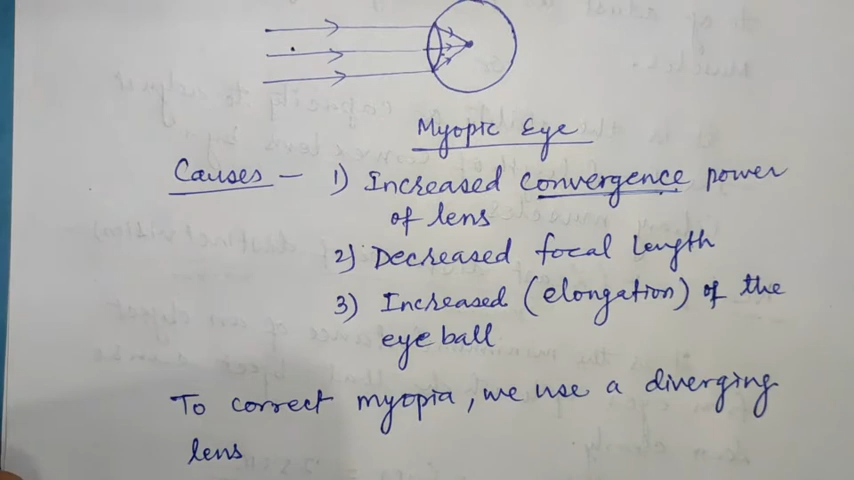 Myopic Eye
Causes - 1) Increased convergence power
of lens
2) Decreased focal length
3) Increased (elongation) of the
eye ball
To correct myopia, we use a diverging
lens